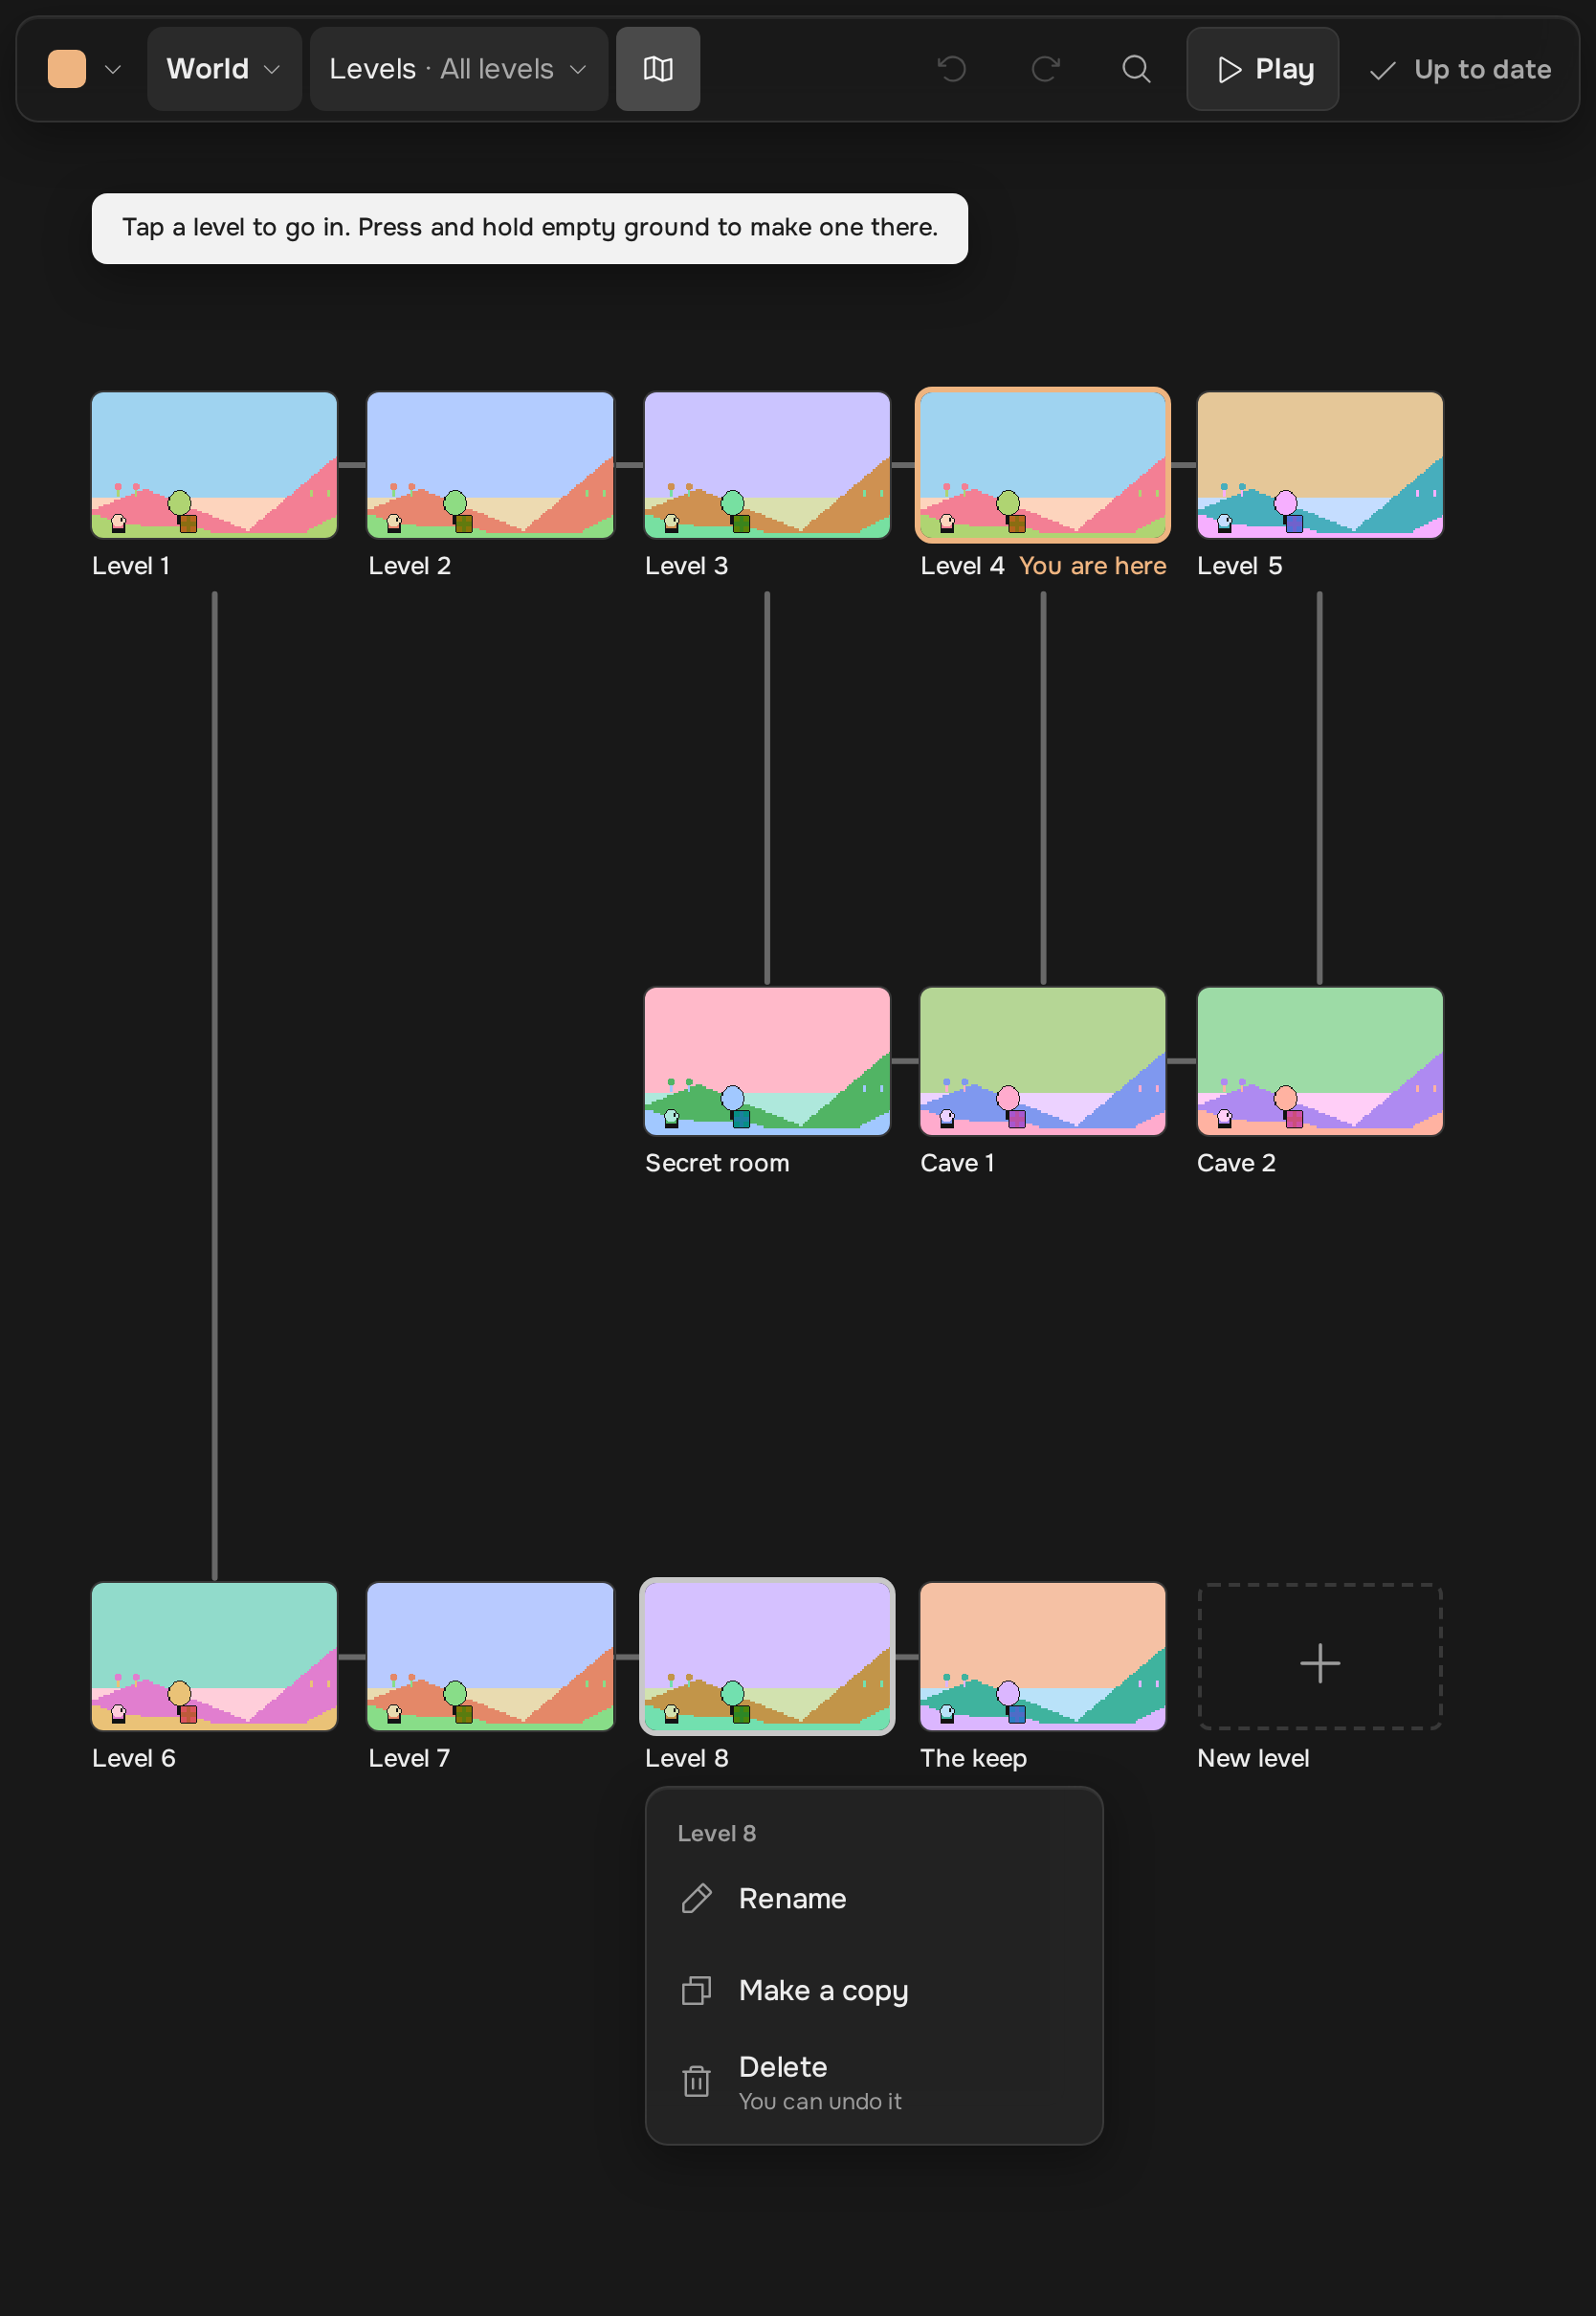 World
Levels · All levels
Play
Up to date
Tap a level to go in. Press and hold empty ground to make one there.
Level 1
Level 2
Level 3
Level 4 You are here
Level 5
Secret room
Cave 1
Cave 2
Level 6
Level 7
Level 8
The keep
New level
Level 8
Rename
Make a copy
Delete
You can undo it